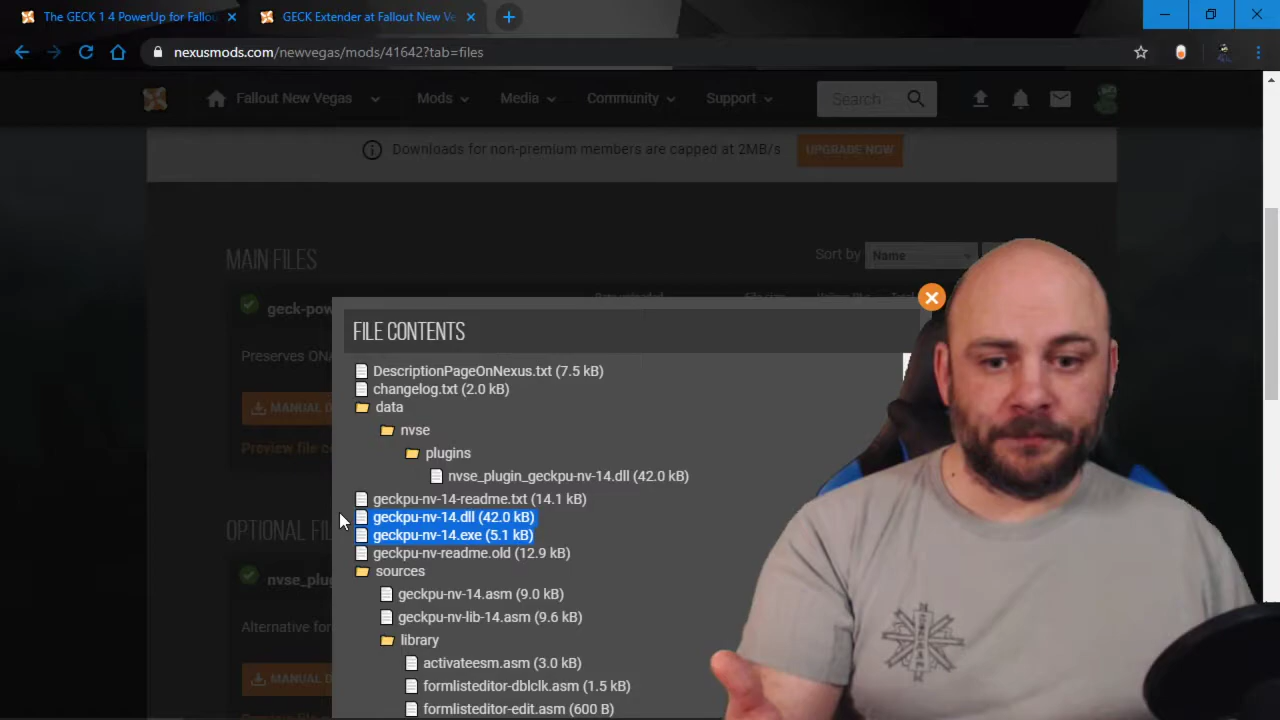 The GECK 1 4 PowerUp for Fallou
GECK Extender at Fallout New Ve
nexusmods.com/newvegas/mods/41642?tab=files
Fallout New Vegas
Mods
Media
Community
Support
Search
Downloads for non-premium members are capped at 2MB/s
UPGRADE NOW
MAIN FILES
Sort by
Name
geck-pow
FILE CONTENTS
Preserves ON/
MANUAL D
Preview file co
DescriptionPageOnNexus.txt (7.5 kB)
changelog.txt (2.0 kB)
data
nvse
plugins
nvse_plugin_geckpu-nv-14.dll (42.0 kB)
geckpu-nv-14-readme.txt (14.1 kB)
geckpu-nv-14.dll (42.0 kB)
geckpu-nv-14.exe (5.1 kB)
geckpu-nv-readme.old (12.9 kB)
OPTIONAL FIL
sources
nvse_plug
geckpu-nv-14.asm (9.0 kB)
geckpu-nv-lib-14.asm (9.6 kB)
Alternative for
library
activateesm.asm (3.0 kB)
MANUAL D
formlisteditor-dblclk.asm (1.5 kB)
formlisteditor-edit.asm (600 B)